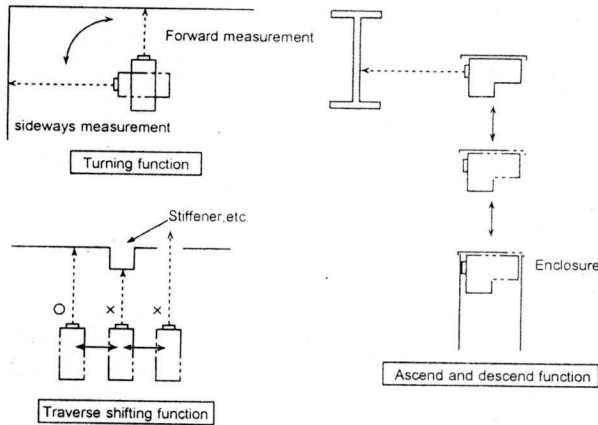 Forward measurement
sideways measurement
Turning function
Stiffener,etc.
○ × ×
Traverse shifting function
Enclosure
Ascend and descend function